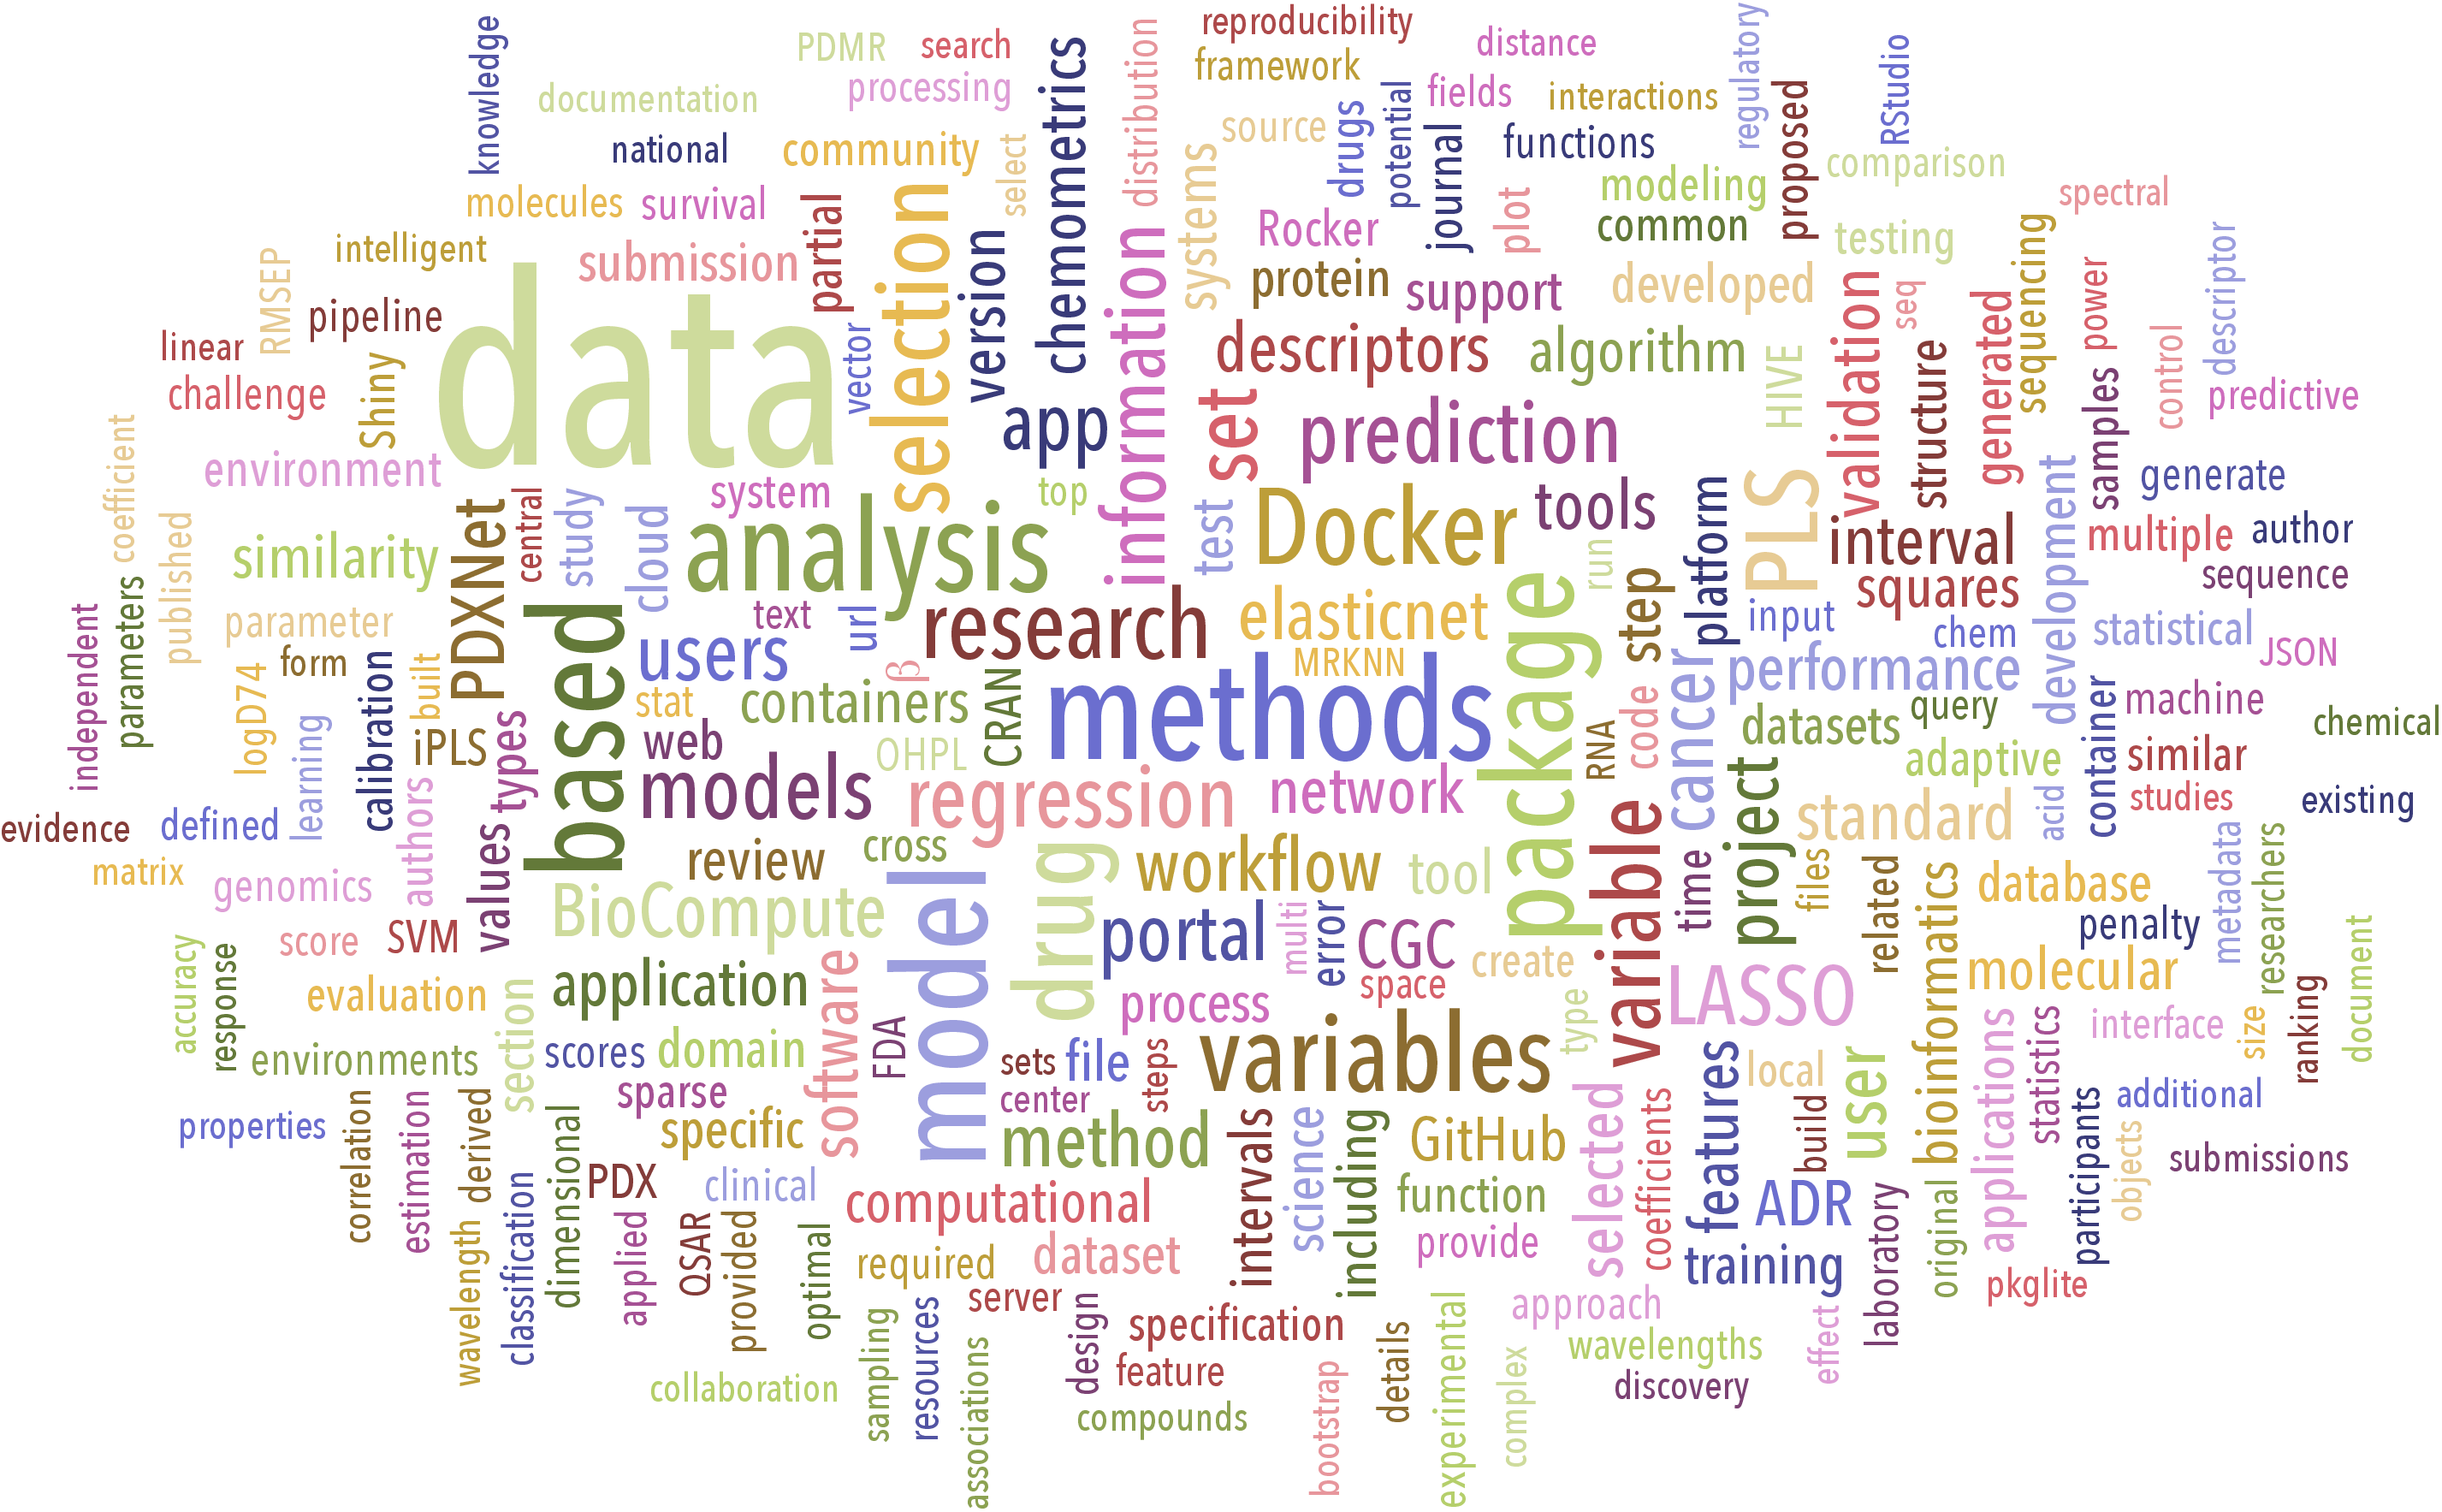 knowledge
PDMR
search
reproducibility
distance
regulatory
RStudio
documentation
processing
distribution
framework
fields
interactions
proposed
national
community
select
chemometrics
source
drugs
potential
journal
functions
comparison
molecules
survival
partial
selection
systems
Rocker
plot
modeling
common
testing
spectral
intelligent
submission
version
information
protein
support
developed
validation
seq
sequencing
power
descriptor
RMSEP
pipeline
data
vector
descriptors
algorithm
HIVE
structure
generated
control
linear
challenge
Shiny
app
set
prediction
samples
predictive
coefficient
environment
system
top
test
Docker
tools
platform
PLS
development
generate
published
similarity
PDXNet
central
study
cloud
analysis
run
interval
multiple
author
independent
parameters
parameter
text
url
research
elasticnet
package
step
input
squares
chem
sequence
statistical
form
users
β
MRKNN
cancer
performance
JSON
logD74
learning
calibration
built
iPLS
types
based
stat
containers
CRAN
methods
RNA
code
datasets
query
machine
chemical
web
OHPL
models
regression
network
project
adaptive
container
similar
evidence
defined
authors
values
review
cross
drug
workflow
tool
variable
time
standard
acid
studies
existing
matrix
genomics
BioCompute
model
files
related
bioinformatics
database
metadata
researchers
accuracy
response
score
SVM
portal
multi
error
CGC
create
penalty
document
evaluation
section
application
software
process
space
type
LASSO
molecular
ranking
environments
scores
domain
FDA
sets
file
steps
variables
features
local
user
applications
statistics
interface
size
properties
correlation
estimation
derived
sparse
center
additional
specific
method
intervals
science
including
GitHub
selected
coefficients
build
participants
objects
submissions
wavelength
classification
dimensional
PDX
clinical
computational
function
ADR
laboratory
original
applied
QSAR
provided
optimal
required
dataset
provide
training
pkglite
sampling
resources
server
design
specification
details
experimental
approach
wavelengths
effect
collaboration
associations
feature
compounds
bootstrap
complex
discovery